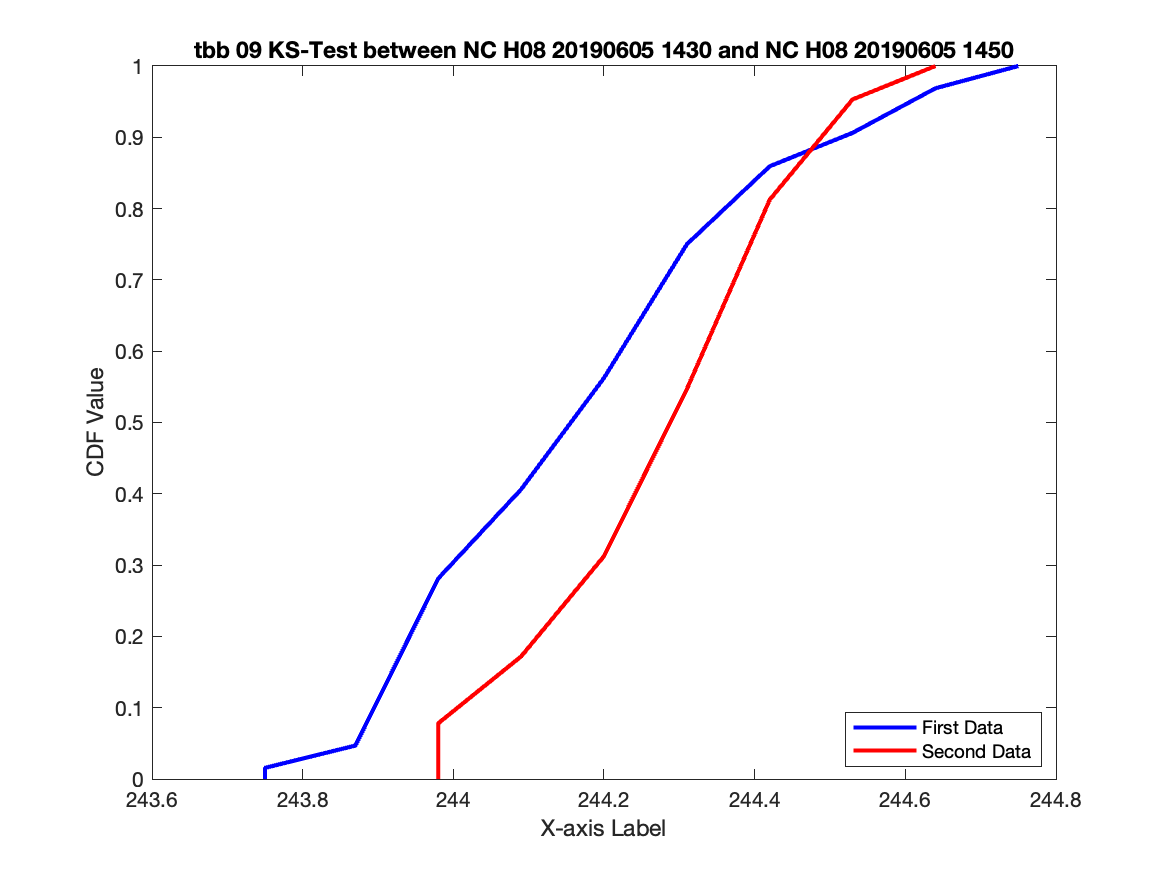 tbb 09 KS-Test between NC H08 20190605 1430 and NC H08 20190605 1450
1
0.9
0.8
0.7
0.6
0.5
0.4
0.3
0.2
0.1
0
CDF Value
243.6 243.8 244 244.2 244.4 244.6 244.8
X-axis Label
First Data
Second Data